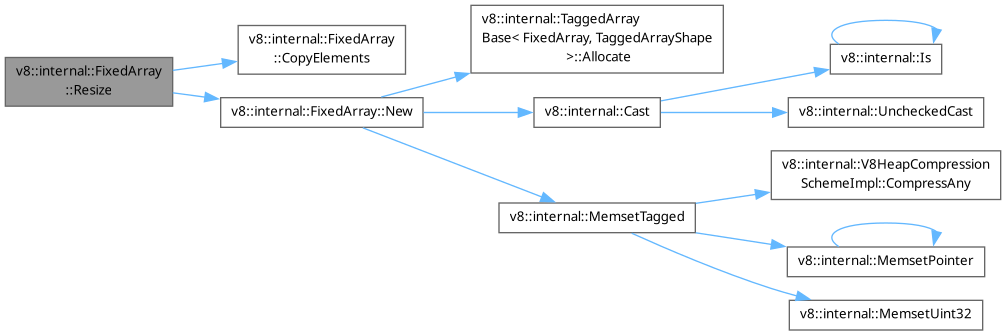 v8::internal::FixedArray
::Resize
v8::internal::FixedArray
::CopyElements
v8::internal::FixedArray::New
v8::internal::TaggedArray
Base< FixedArray, TaggedArrayShape
>::Allocate
v8::internal::Cast
v8::internal::MemsetTagged
v8::internal::Is
v8::internal::UncheckedCast
v8::internal::V8HeapCompression
SchemeImpl::CompressAny
v8::internal::MemsetPointer
v8::internal::MemsetUint32